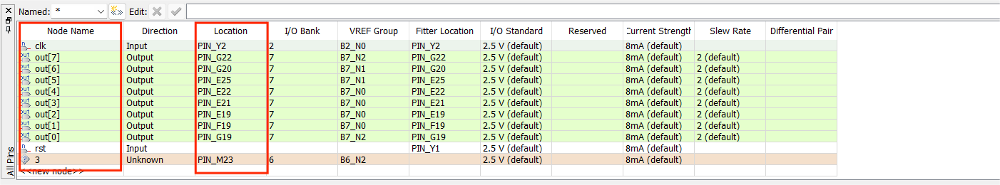 Named: * Edit:
Node Name Direction Location I/O Bank VREF Group Fitter Location I/O Standard Reserved Current Strength Slew Rate Differential Pair
clk Input PIN_Y2 2 B2_N0 PIN_Y2 2.5 V (default) 8mA (default)
out out[7] Output PIN_G22 7 B7_N2 PIN_G22 2.5 V (default) 8mA (default) 2 (default)
out out[6] Output PIN_G20 7 B7_N1 PIN_G20 2.5 V (default) 8mA (default) 2 (default)
out out[5] Output PIN_E25 7 B7_N1 PIN_E25 2.5 V (default) 8mA (default) 2 (default)
out out[4] Output PIN_E22 7 B7_N0 PIN_E22 2.5 V (default) 8mA (default) 2 (default)
out out[3] Output PIN_E21 7 B7_N0 PIN_E21 2.5 V (default) 8mA (default) 2 (default)
out out[2] Output PIN_E19 7 B7_N0 PIN_E19 2.5 V (default) 8mA (default) 2 (default)
out out[1] Output PIN_F19 7 B7_N0 PIN_F19 2.5 V (default) 8mA (default) 2 (default)
out out[0] Output PIN_G19 7 B7_N2 PIN_G19 2.5 V (default) 8mA (default) 2 (default)
rst Input PIN_Y1 2.5 V (default) 8mA (default)
3 Unknown PIN_M23 6 B6_N2 2.5 V (default) 8mA (default)
<<new node>>
All Pins